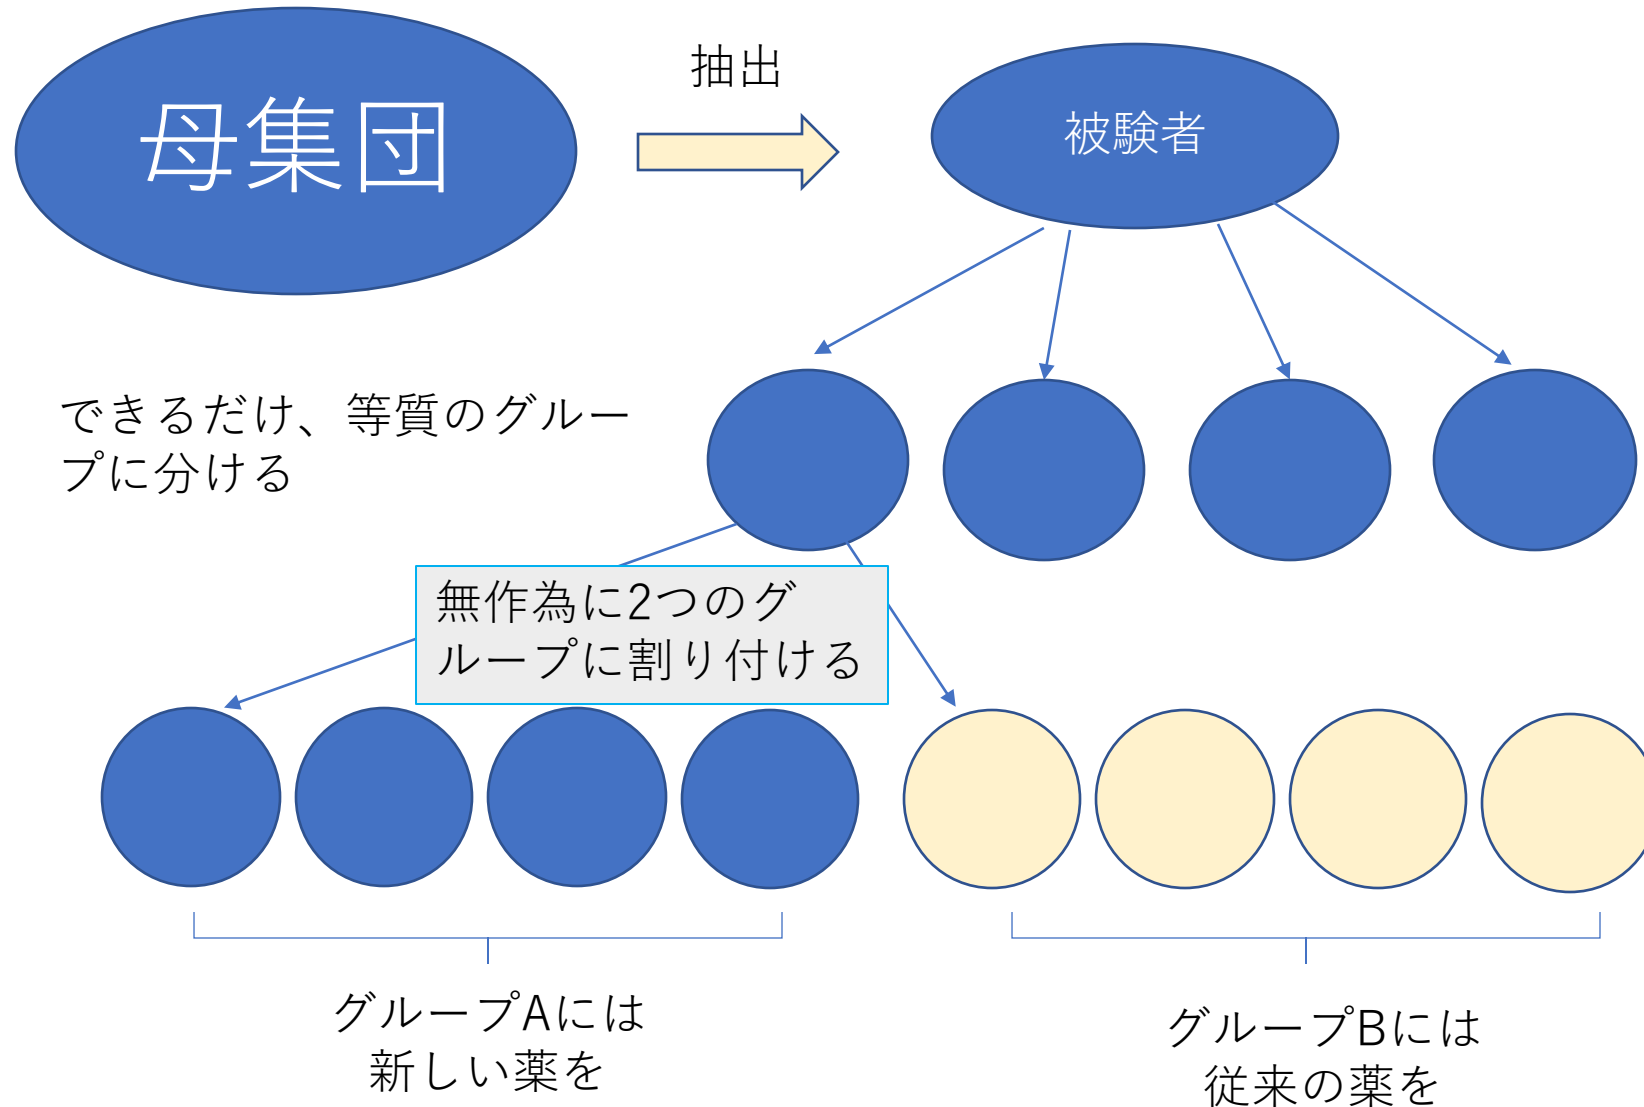 母集団
抽出
被験者
できるだけ、等質のグルー
プに分ける
無作為に2つのグ
ループに割り付ける
グループAには
新しい薬を
グループBには
従来の薬を